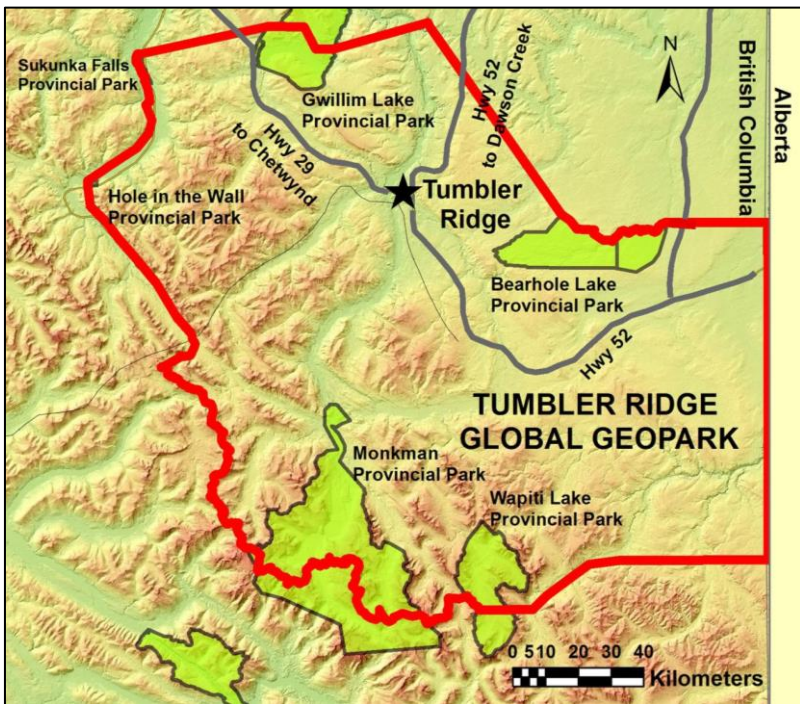 Sukunka Falls
Provincial Park
Gwillim Lake
Provincial Park
Hwy 52
to Dawson Creek
N
British Columbia
Alberta
Hwy 29
to Chetwynd
Hole in the Wall
Provincial Park
Tumbler
Ridge
Bearhole Lake
Provincial Park
Hwy 52
TUMBLER RIDGE
GLOBAL GEOPARK
Monkman
Provincial Park
Wapiti Lake
Provincial Park
0 5 10 20 30 40
Kilometers